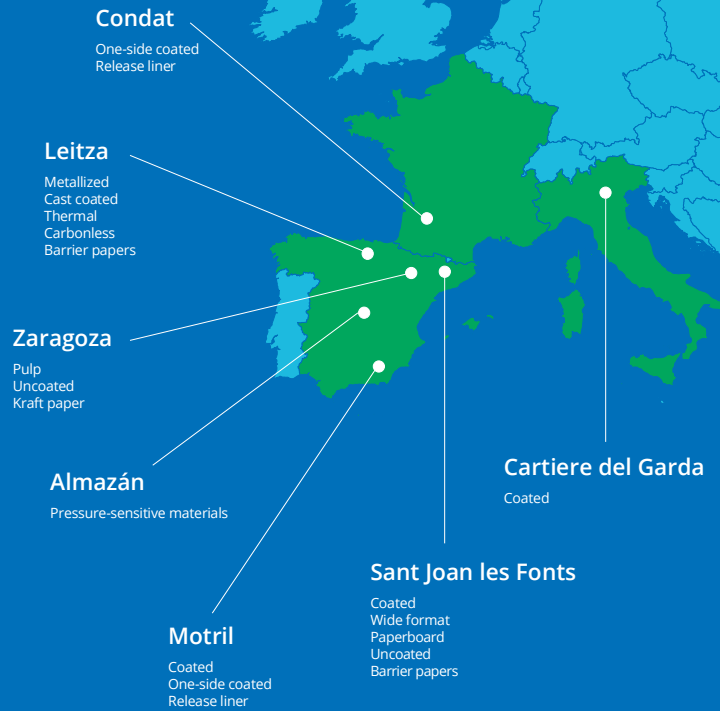 Condat
One-side coated
Release liner
Leitza
Metallized
Cast coated
Thermal
Carbonless
Barrier papers
Zaragoza
Pulp
Uncoated
Kraft paper
Almazán
Pressure-sensitive materials
Cartiere del Garda
Coated
Sant Joan les Fonts
Coated
Wide format
Paperboard
Uncoated
Barrier papers
Motril
Coated
One-side coated
Release liner